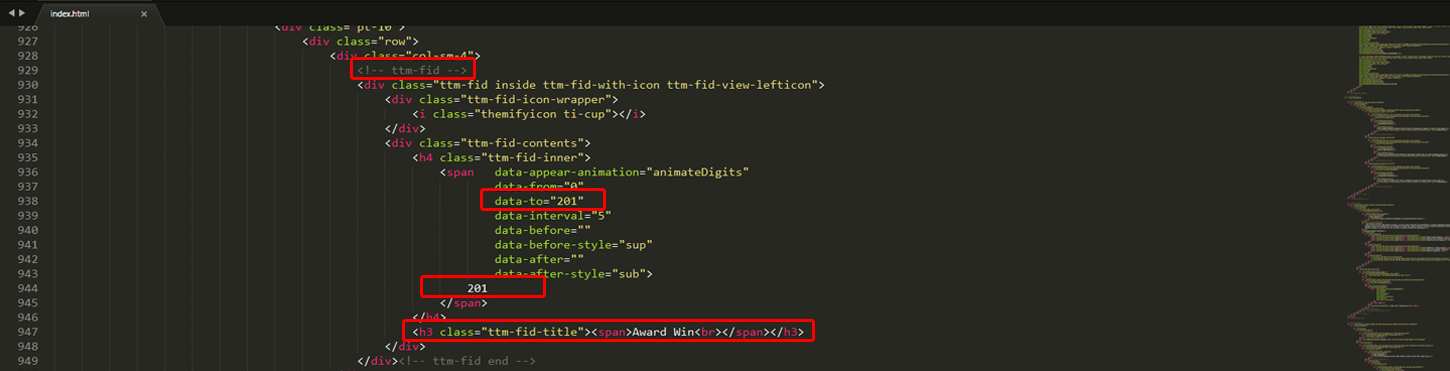 index.html ×
926 <div class="pt-10">
927 <div class="row">
928 <div class="col-sm-4">
929 <!-- ttm-fid -->
930 <div class="ttm-fid inside ttm-fid-with-icon ttm-fid-view-lefticon">
931 <div class="ttm-fid-icon-wrapper">
932 <i class="themifyicon ti-cup"></i>
933 </div>
934 <div class="ttm-fid-contents">
935 <h4 class="ttm-fid-inner">
936 <span data-appear-animation="animateDigits"
937 data-from="0"
938 data-to="201"
939 data-interval="5"
940 data-before=""
941 data-before-style="sup"
942 data-after=""
943 data-after-style="sub">
944 201
945 </span>
946 </h4>
947 <h3 class="ttm-fid-title"><span>Award Win<br></span></h3>
948 </div>
949 </div><!-- ttm-fid end -->